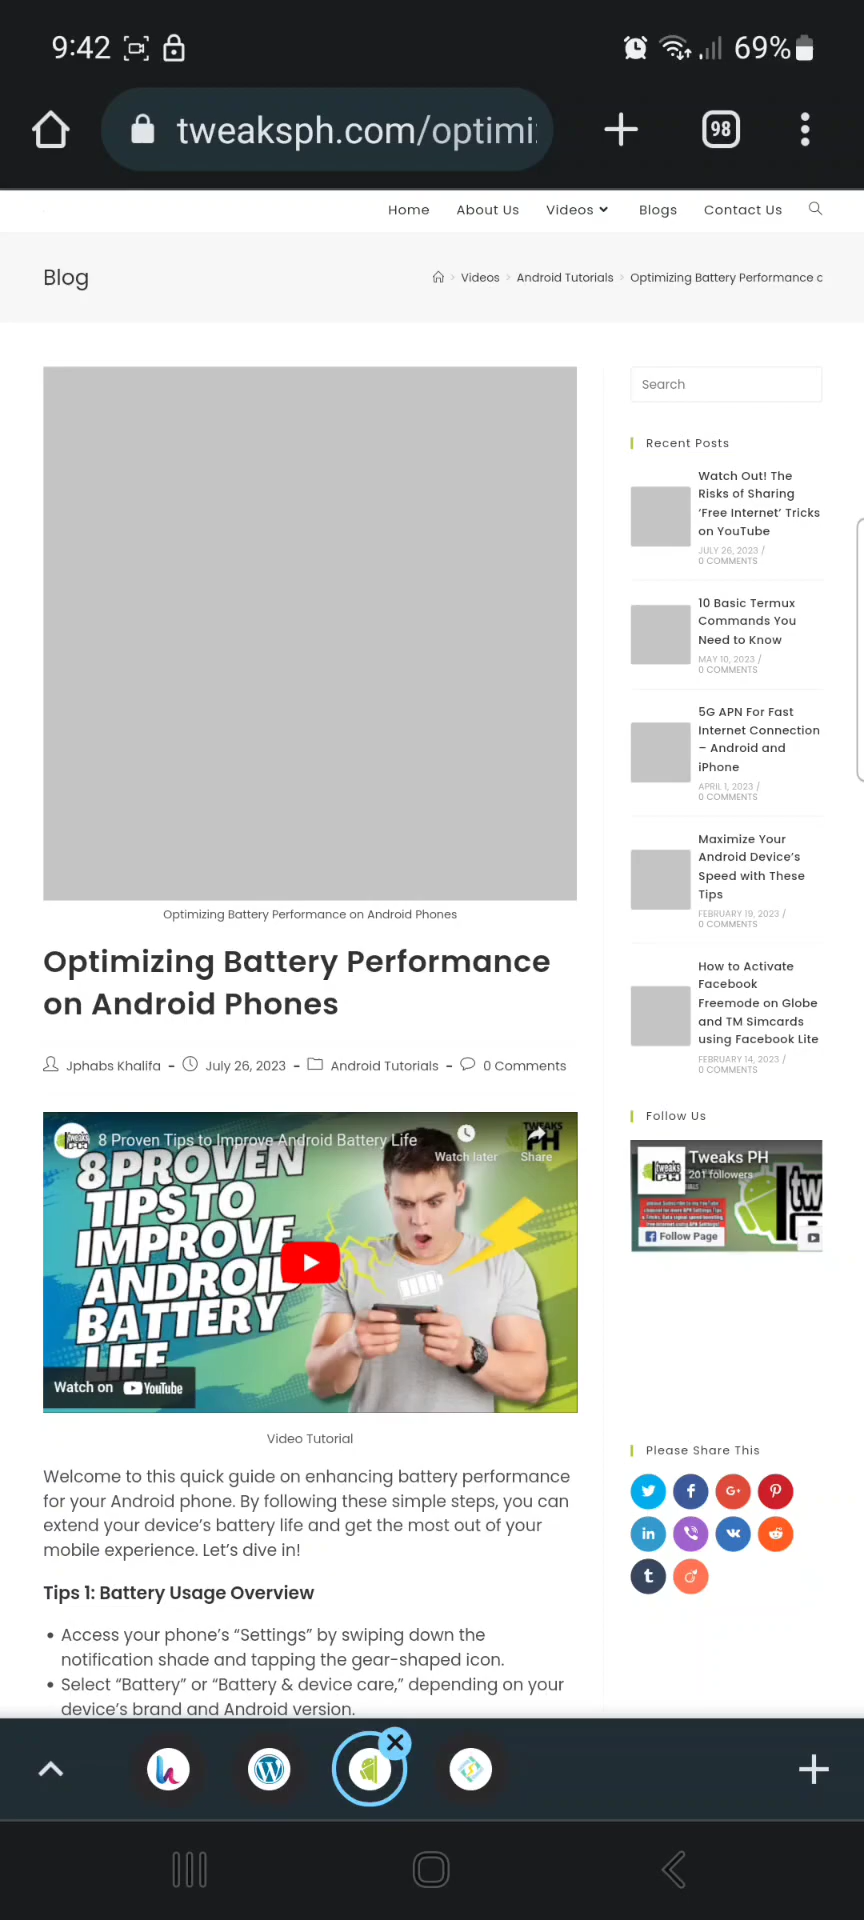 9:42
69%
tweaksph.com/optimi
98
Home
About Us
Videos
Blogs
Contact Us
Blog
> Videos > Android Tutorials > Optimizing Battery Performance o
Search
Recent Posts
Watch Out! The
Risks of Sharing
‘Free Internet’ Tricks
on YouTube
JULY 26, 2023 /
0 COMMENTS
10 Basic Termux
Commands You
Need to Know
MAY 10, 2023 /
0 COMMENTS
5G APN For Fast
Internet Connection
– Android and
iPhone
APRIL 1, 2023 /
0 COMMENTS
Maximize Your
Android Device’s
Speed with These
Tips
FEBRUARY 19, 2023 /
0 COMMENTS
How to Activate
Facebook
Freemode on Globe
and TM Simcards
using Facebook Lite
FEBRUARY 14, 2023 /
0 COMMENTS
Follow Us
Tweaks PH
201 followers
Follow Page
Please Share This
Optimizing Battery Performance on Android Phones
Optimizing Battery Performance
on Android Phones
Jphabs Khalifa - July 26, 2023 - Android Tutorials - 0 Comments
8 Proven Tips to Improve Android Battery Life
Watch later
Share
TWEAKS
PH
8 PROVEN
TIPS TO
IMPROVE
ANDROID
BATTERY
LIFE
Watch on YouTube
Video Tutorial
Welcome to this quick guide on enhancing battery performance
for your Android phone. By following these simple steps, you can
extend your device’s battery life and get the most out of your
mobile experience. Let’s dive in!
Tips 1: Battery Usage Overview
• Access your phone’s “Settings” by swiping down the
notification shade and tapping the gear-shaped icon.
• Select “Battery” or “Battery & device care,” depending on your
device’s brand and Android version.